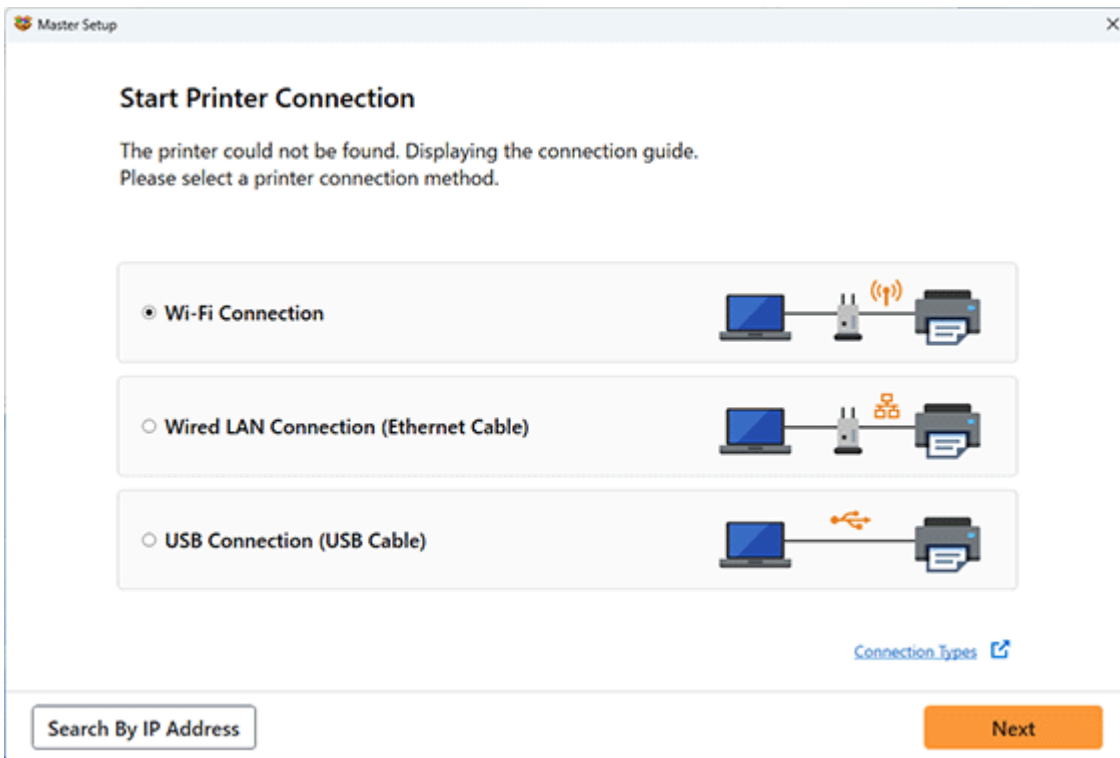 Master Setup
Start Printer Connection
The printer could not be found. Displaying the connection guide.
Please select a printer connection method.
Wi-Fi Connection
Wired LAN Connection (Ethernet Cable)
USB Connection (USB Cable)
Connection Types
Search By IP Address
Next